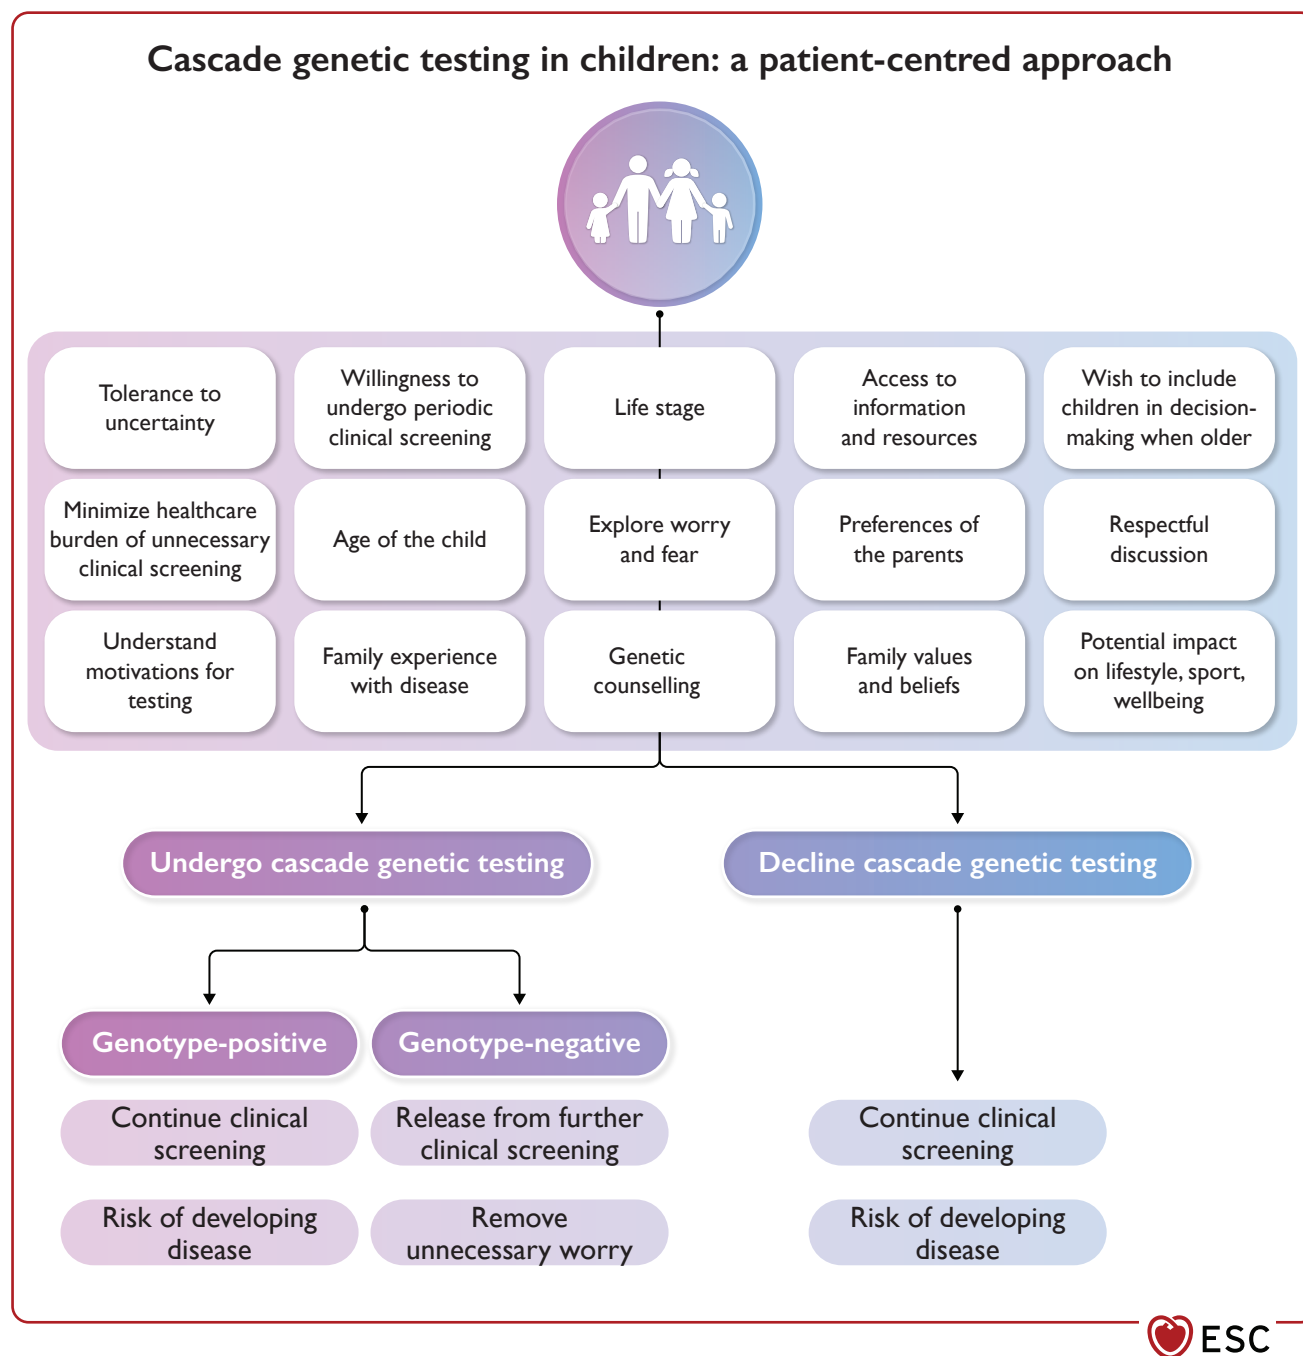 Cascade genetic testing in children: a patient-centred approach
Tolerance to
uncertainty
Willingness to
undergo periodic
clinical screening
Life stage
Access to
information
and resources
Wish to include
children in decision-
making when older
Minimize healthcare
burden of unnecessary
clinical screening
Age of the child
Explore worry
and fear
Preferences of
the parents
Respectful
discussion
Understand
motivations for
testing
Family experience
with disease
Genetic
counselling
Family values
and beliefs
Potential impact
on lifestyle, sport,
wellbeing
Undergo cascade genetic testing
Decline cascade genetic testing
Genotype-positive
Genotype-negative
Continue clinical
screening
Release from further
clinical screening
Continue clinical
screening
Risk of developing
disease
Remove
unnecessary worry
Risk of developing
disease
ESC